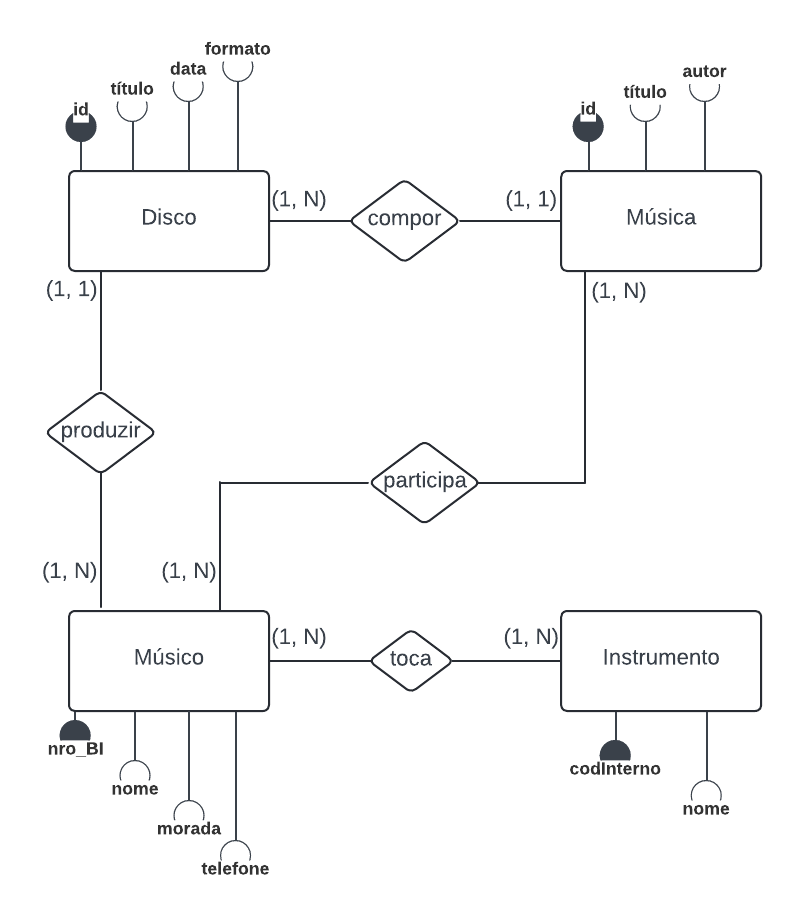 formato
data
título
id
autor
título
id
Disco
(1, N)
compor
(1, 1)
Música
(1, 1)
(1, N)
produzir
participa
(1, N)
(1, N)
Músico
(1, N)
toca
(1, N)
Instrumento
nro_BI
nome
morada
telefone
codInterno
nome